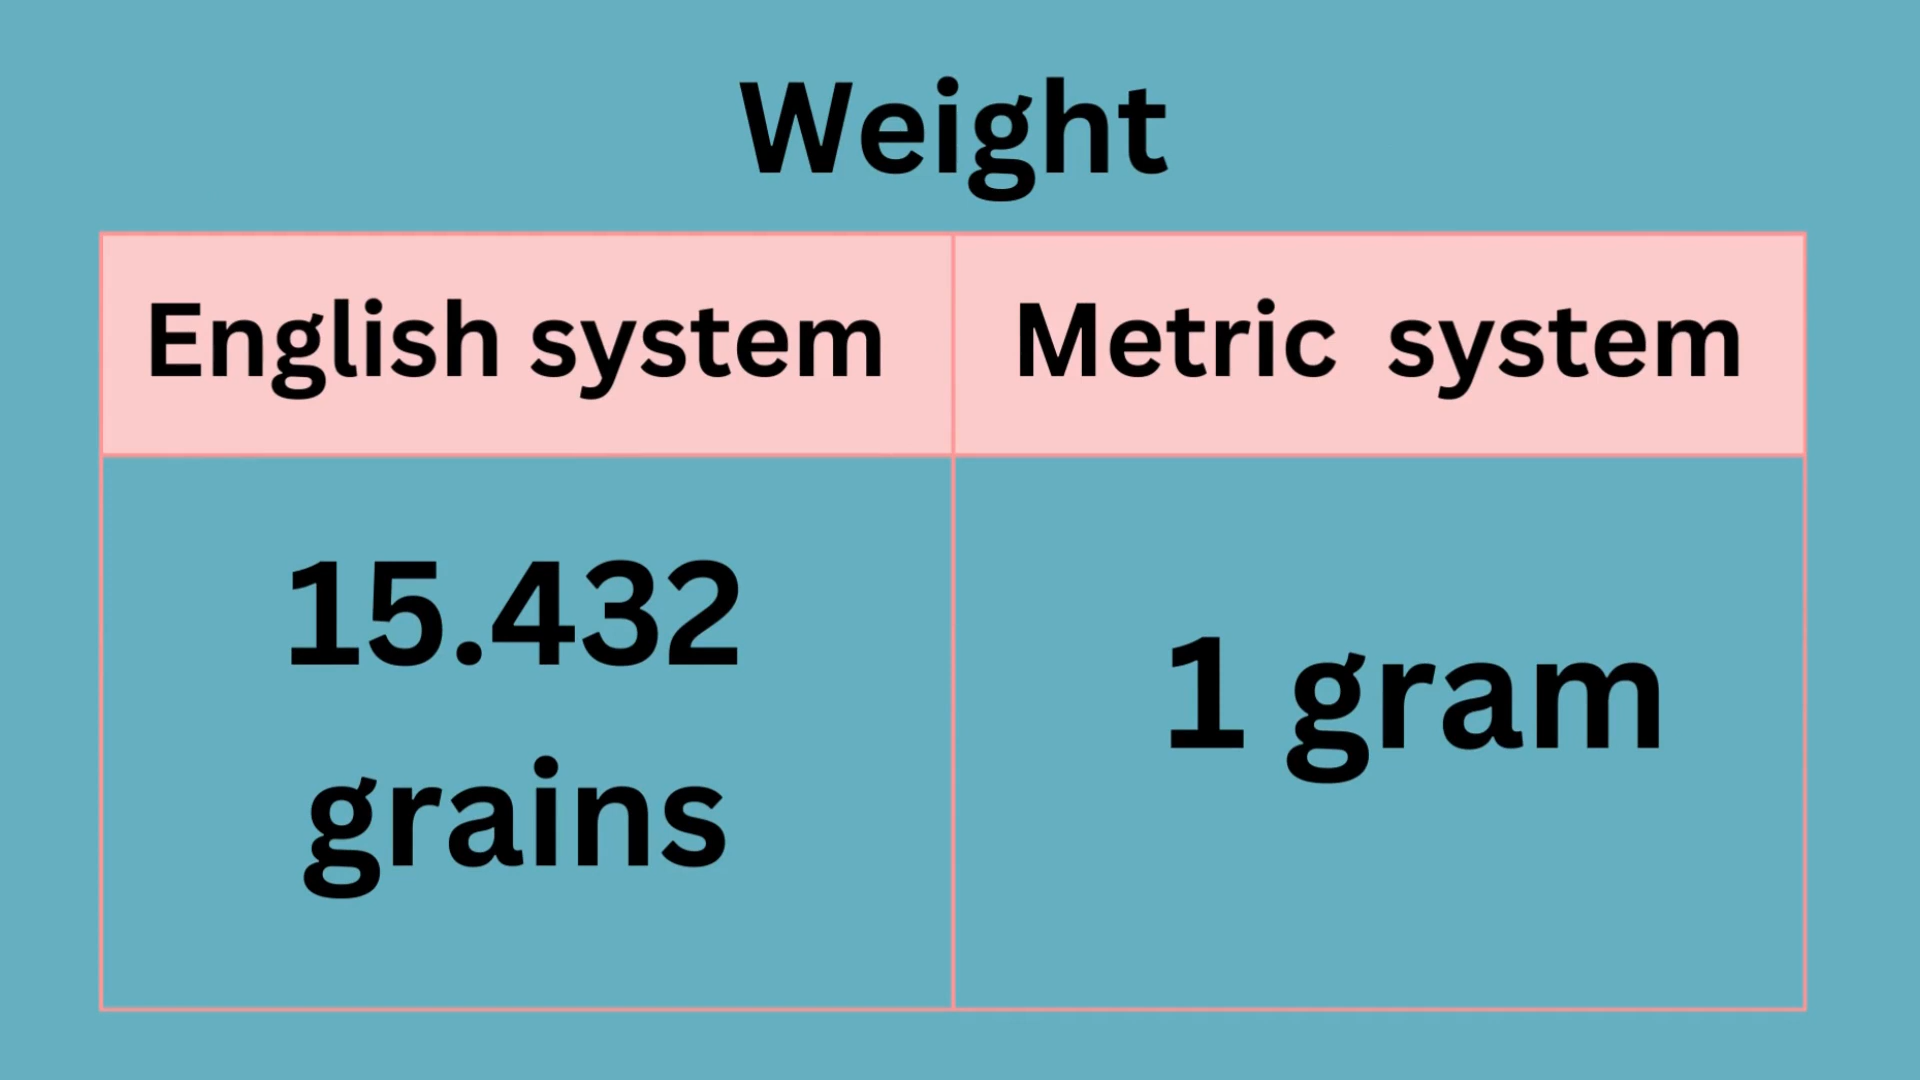 Weight
English system
Metric system
15.432
grains
1 gram